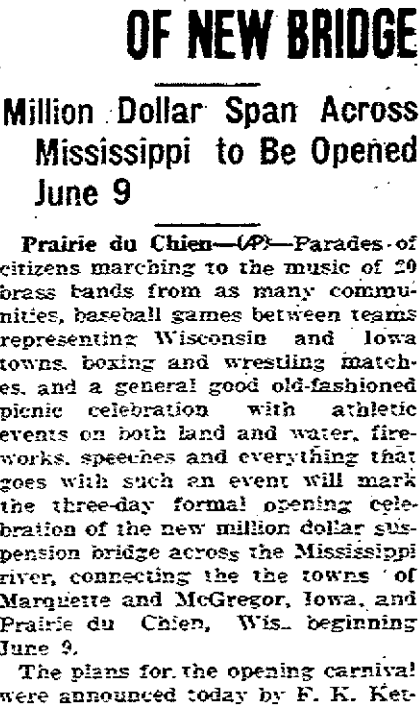 OF NEW BRIDGE
Million Dollar Span Across
Mississippi to Be Opened
June 9
Prairie du Chien—(AP)—Parades of
citizens marching to the music of 20
brass bands from as many commu-
nities, baseball games between teams
representing Wisconsin and Iowa
towns, boxing and wrestling match-
es, and a general good old-fashioned
picnic celebration with athletic
events on both land and water, fire-
works, speeches and everything that
goes with such an event will mark
the three-day formal opening cele-
bration of the new million dollar sus-
pension bridge across the Mississippi
river, connecting the the towns of
Marquette and McGregor, Iowa, and
Prairie du Chien, Wis., beginning
June 9.
The plans for the opening carnival
were announced today by F. K. Ket-